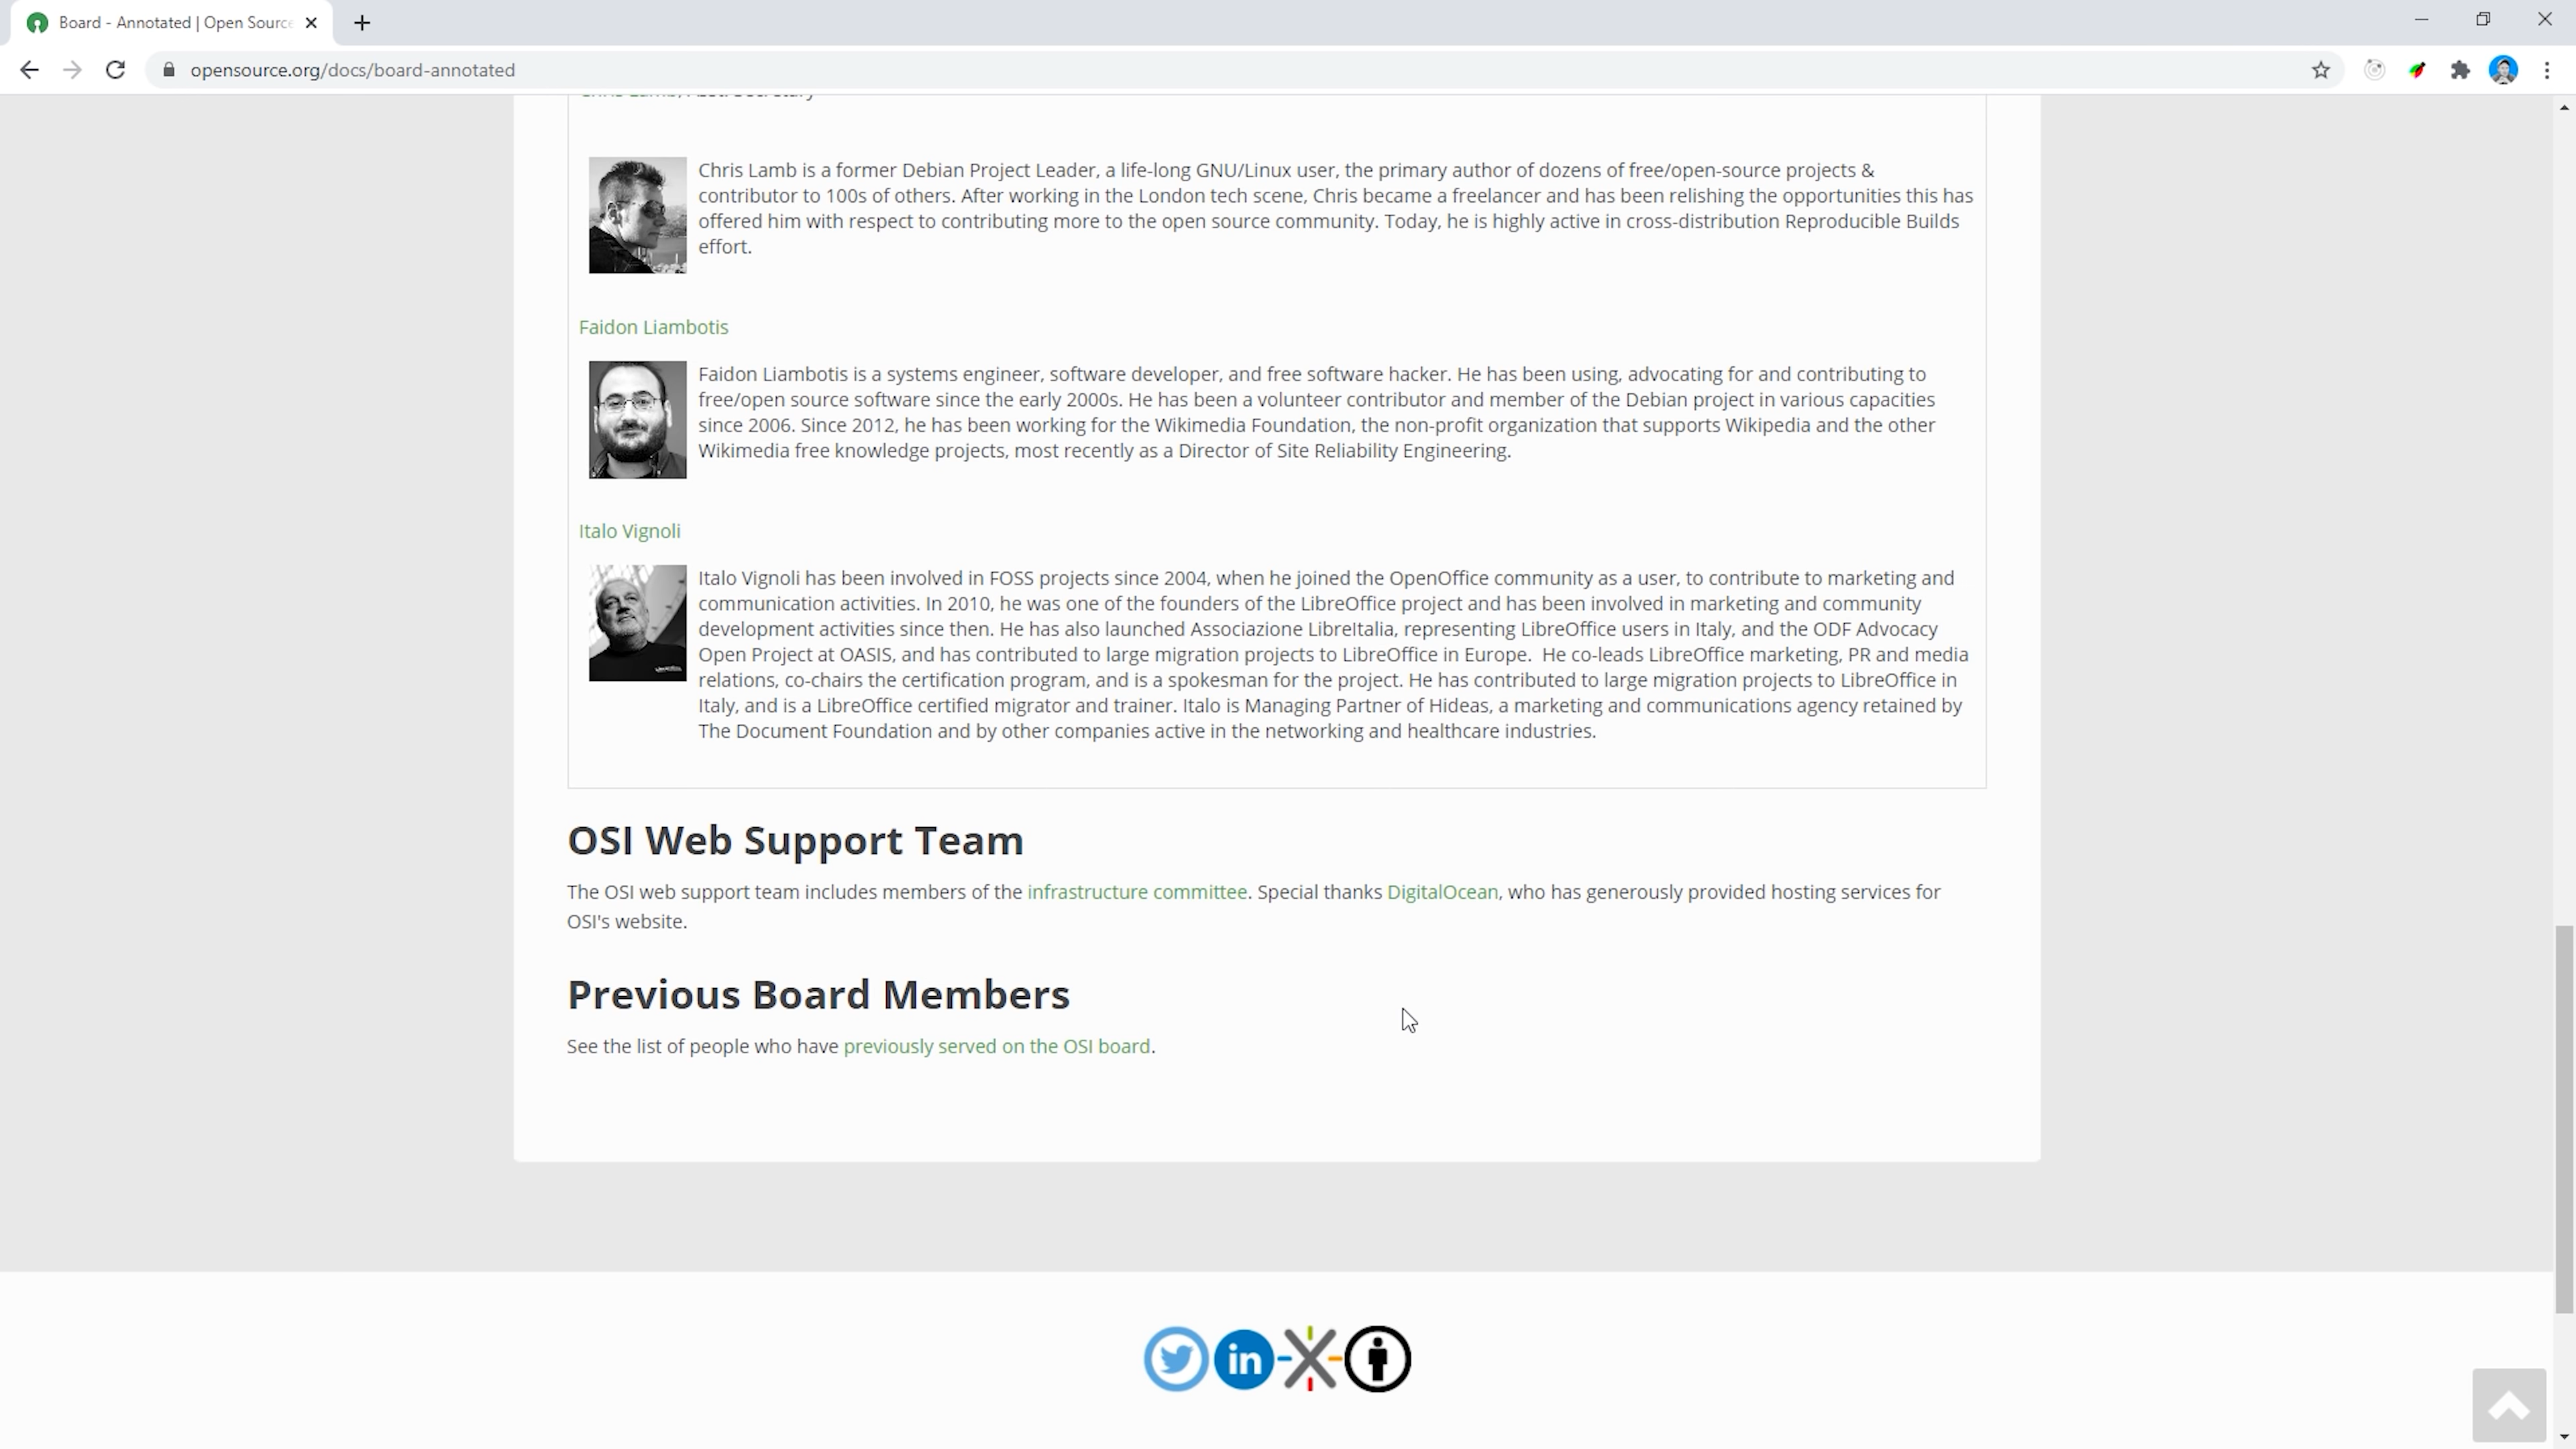 Board - Annotated | Open Source
opensource.org/docs/board-annotated
Chris Lamb is a former Debian Project Leader, a life-long GNU/Linux user, the primary author of dozens of free/open-source projects &
contributor to 100s of others. After working in the London tech scene, Chris became a freelancer and has been relishing the opportunities this has
offered him with respect to contributing more to the open source community. Today, he is highly active in cross-distribution Reproducible Builds
effort.
Faidon Liambotis
Faidon Liambotis is a systems engineer, software developer, and free software hacker. He has been using, advocating for and contributing to
free/open source software since the early 2000s. He has been a volunteer contributor and member of the Debian project in various capacities
since 2006. Since 2012, he has been working for the Wikimedia Foundation, the non-profit organization that supports Wikipedia and the other
Wikimedia free knowledge projects, most recently as a Director of Site Reliability Engineering.
Italo Vignoli
Italo Vignoli has been involved in FOSS projects since 2004, when he joined the OpenOffice community as a user, to contribute to marketing and
communication activities. In 2010, he was one of the founders of the LibreOffice project and has been involved in marketing and community
development activities since then. He has also launched Associazione LibreItalia, representing LibreOffice users in Italy, and the ODF Advocacy
Open Project at OASIS, and has contributed to large migration projects to LibreOffice in Europe.  He co-leads LibreOffice marketing, PR and media
relations, co-chairs the certification program, and is a spokesman for the project. He has contributed to large migration projects to LibreOffice in
Italy, and is a LibreOffice certified migrator and trainer. Italo is Managing Partner of Hideas, a marketing and communications agency retained by
The Document Foundation and by other companies active in the networking and healthcare industries.
OSI Web Support Team
The OSI web support team includes members of the infrastructure committee. Special thanks DigitalOcean, who has generously provided hosting services for
OSI's website.
Previous Board Members
See the list of people who have previously served on the OSI board.
in